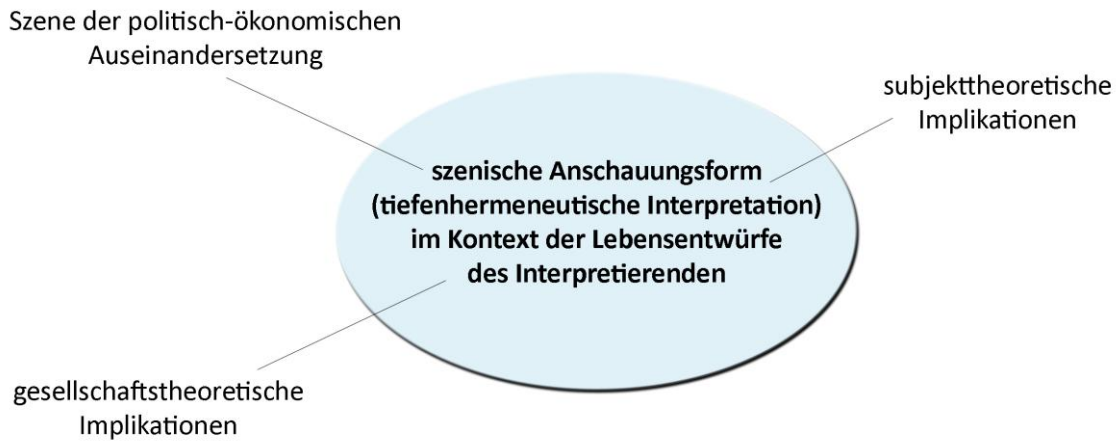 Szene der politisch-ökonomischen
Auseinandersetzung
subjekttheoretische
Implikationen
szenische Anschauungsform
(tiefenhermeneutische Interpretation)
im Kontext der Lebensentwürfe
des Interpretierenden
gesellschaftstheoretische
Implikationen